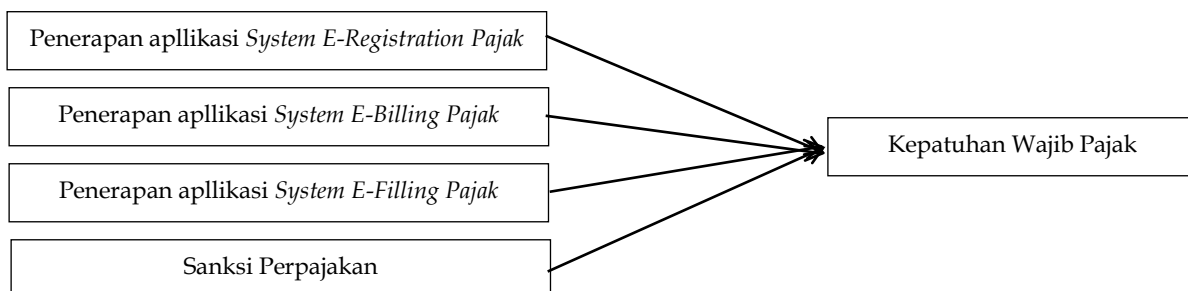 Penerapan apllikasi System E-Registration Pajak
Penerapan apllikasi System E-Billing Pajak
Penerapan apllikasi System E-Filling Pajak
Sanksi Perpajakan
Kepatuhan Wajib Pajak